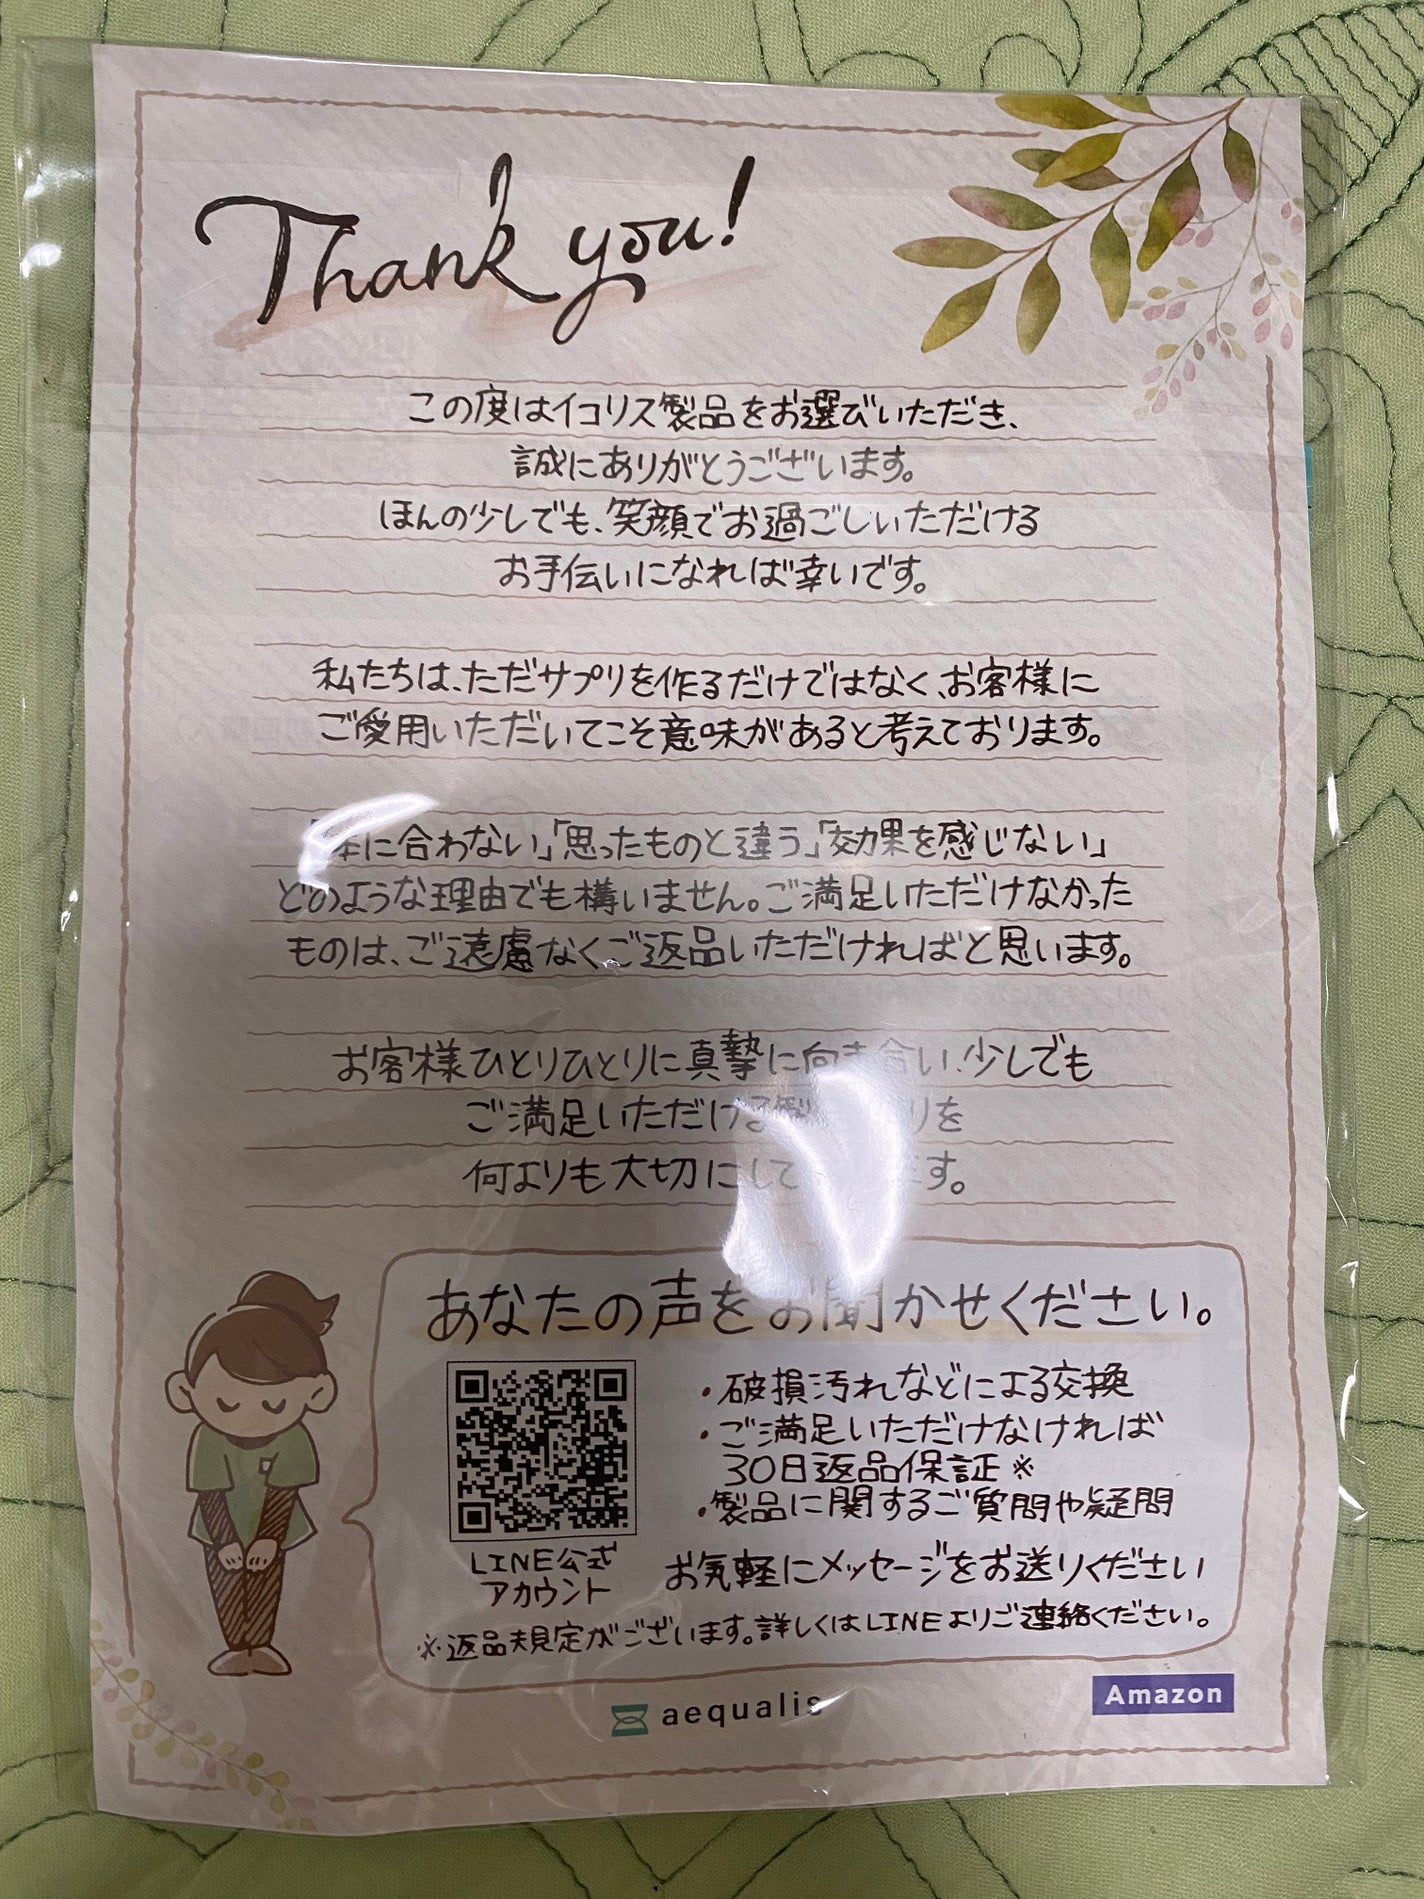 Thank you!
この度はイコリス製品をお選びいただき、
誠にありがとうございます。
ほんの少しでも、笑顔でお過ごしいただける
お手伝いになれば幸いです。
私たちは、ただサプリを作るだけではなく、お客様に
ご愛用いただいてこそ意味があると考えております。
体に合わない」「思ったものと違う」「効果を感じない」
どのような理由でも構いません。ご満足いただけなかった
ものは、ご遠慮なくご返品いただければと思います。
お客様ひとりひとりに真摯に向き合い、少しでも
ご満足いただける製 りを
何よりも大切にして ます。
あなたの声をお聞かせください。
・破損汚れなどによる交換
・ご満足いただけなければ
30日返品保証※
・製品に関するご質問や疑問
LINE公式
アカウント
お気軽にメッセージをお送りください
※返品規定がございます。詳しくはLINEよりご連絡ください。
aequalis
Amazon